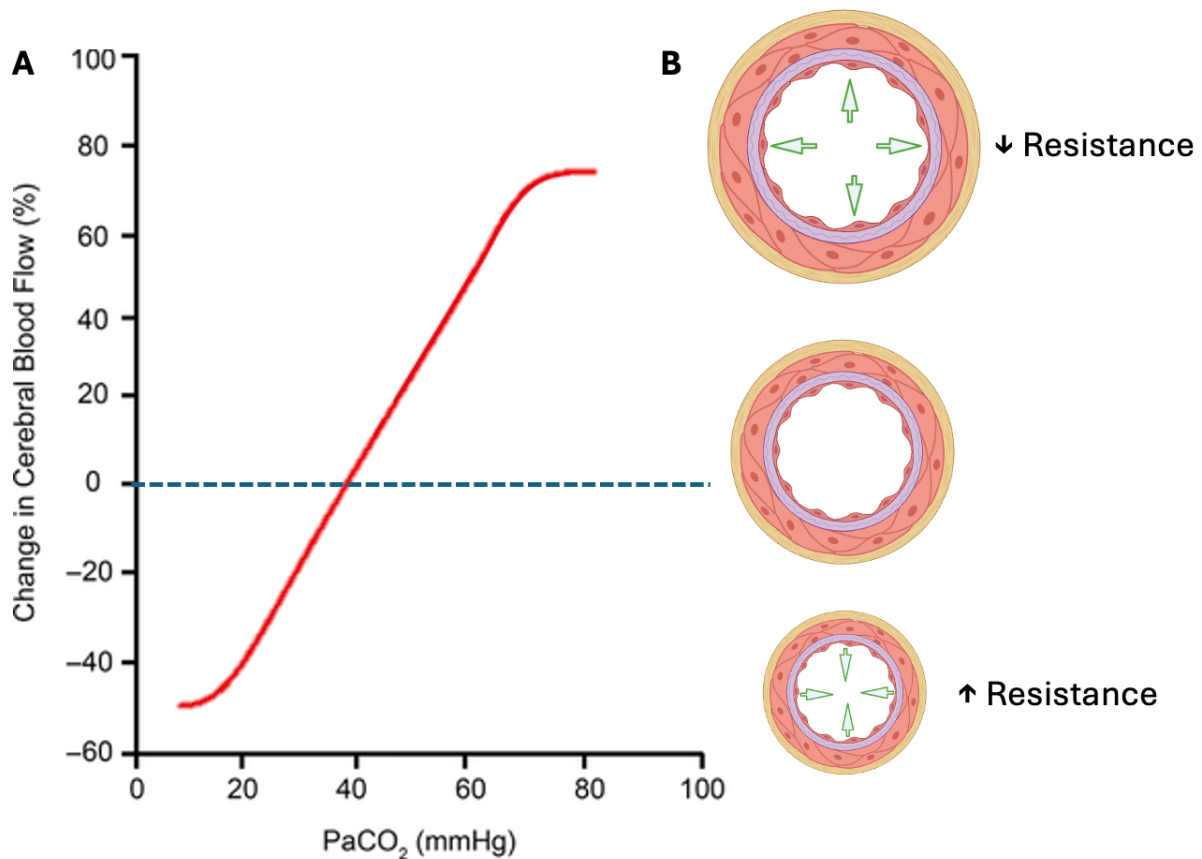 A
100
80
60
40
20
0
–20
–40
–60
Change in Cerebral Blood Flow (%)
0 20 40 60 80 100
PaCO₂ (mmHg)
B
↓ Resistance
↑ Resistance